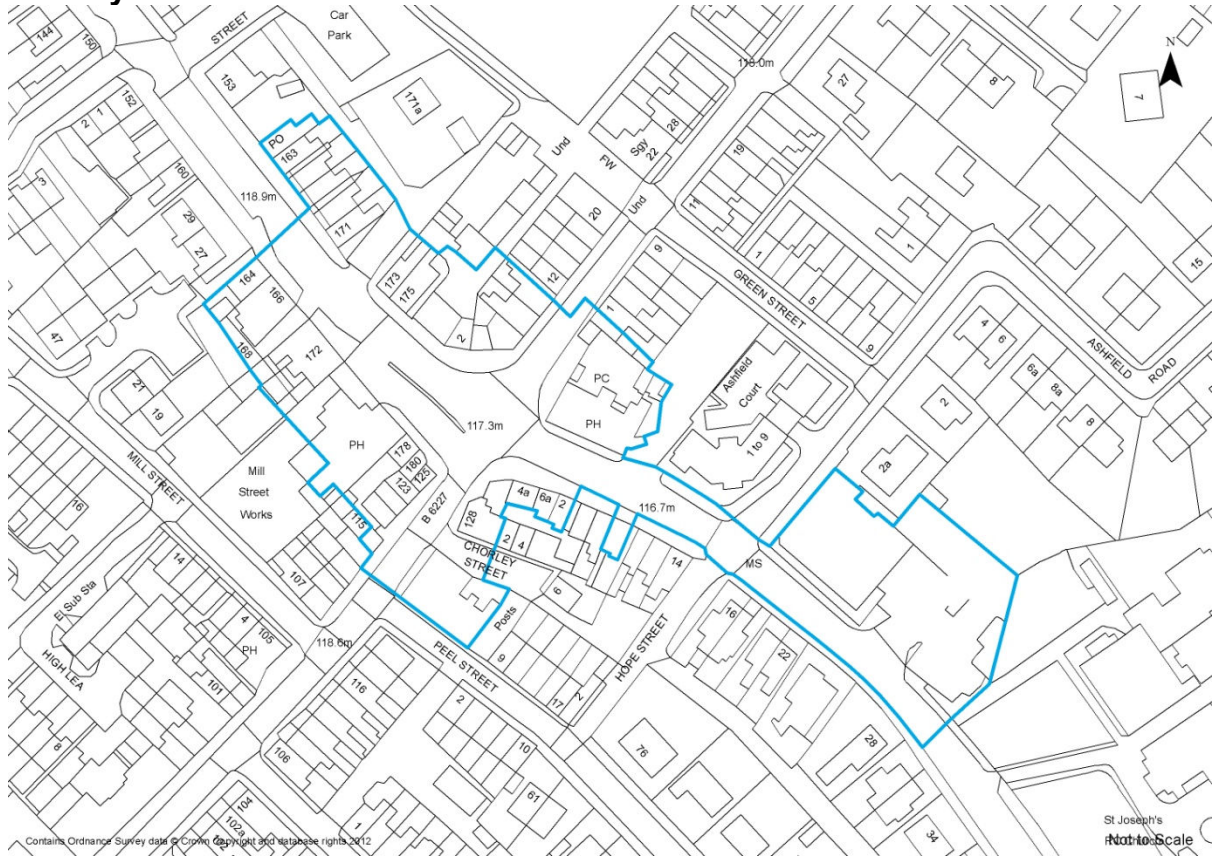 144
150
STREET
Car
Park
153
171a
118.0m
27
8
N
7
152
1
2
160
PO
163
Und
FW
Sgy
22
28
19
3
29
27
118.9m
171
20
Und
11
1
15
164
166
173
175
12
9
GREEN STREET
1
5
47
168
172
2
1
9
4
6
ASHFIELD
ROAD
24
19
PC
PH
Ashfield
Court
6a
8a
8
2
117.3m
PH
178
180
125
123
1 to 9
2a
MILL STREET
Mill
Street
Works
16
B 6227
4a
6a
2
116.7m
115
128
2
4
CHORLEY
STREET
14
MS
107
6
14
Posts
16
El Sub Sta
4
105
PH
118.6m
9
HOPE STREET
22
HIGH LEA
101
PEEL STREET
116
17
2
2
76
28
8
106
10
61
104
102a
1
34
St Joseph's
Contains Ordnance Survey data © Crown Copyright and database rights 2012
Not to Scale